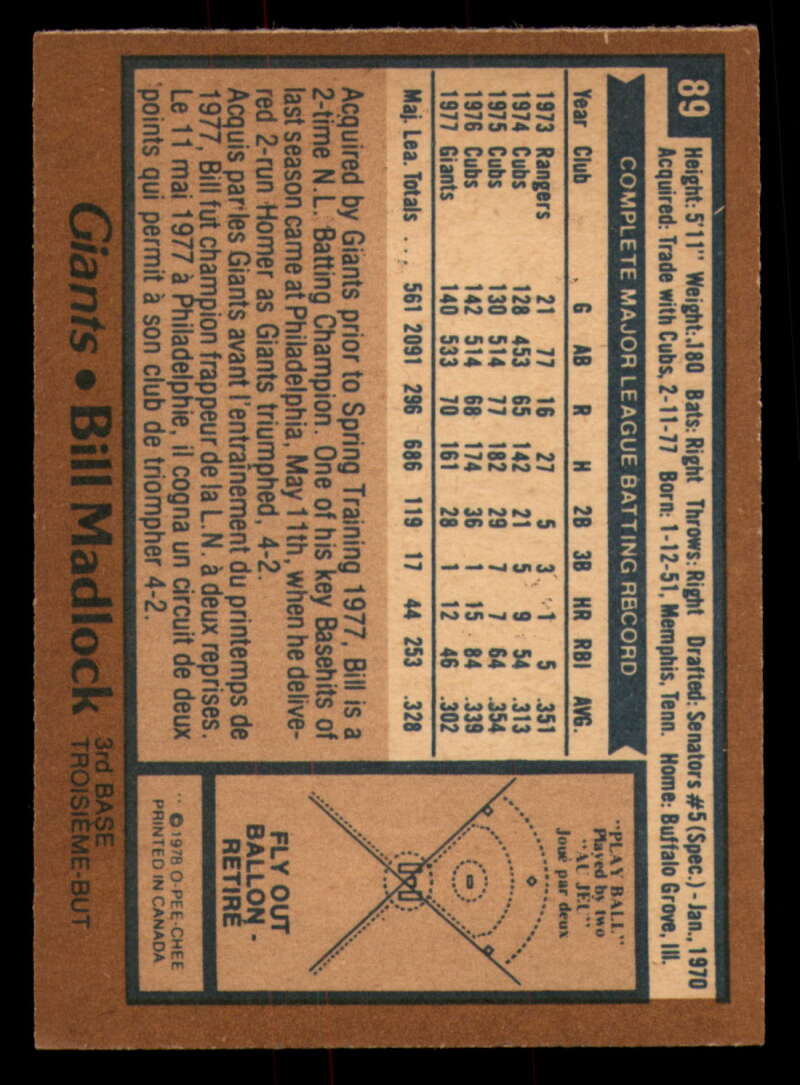 89
Height: 5'11" Weight: 180 Bats: Right Throws: Right Drafted: Senators #5 (Spec.) - Jan., 1970
Acquired: Trade with Cubs, 2-11-77 Born: 1-12-51, Memphis, Tenn. Home: Buffalo Grove, Ill.
COMPLETE MAJOR LEAGUE BATTING RBCORD
Year Club G AB R H 2B 3B HR RBI AVG.
1973 Rangers 21 77 16 27 5 3 1 5 .351
1974 Cubs 128 453 65 142 21 5 9 54 .313
1975 Cubs 130 514 77 182 29 7 7 64 .354
1976 Cubs 142 514 68 174 36 1 15 84 .339
1977 Giants 140 533 70 161 28 1 12 46 .302
Maj. Lea. Totals ... 561 2091 296 686 119 17 44 253 .328
Acquired by Giants prior to Spring Training 1977, Bill is a
2-time N.L. Batting Champion. One of his key Basehits of
last season came at Philadelphia, May 11th, when he delive-
red 2-run Homer as Giants triumphed, 4-2.
Acquis par les Giants avant l'entraînement du printemps de
1977, Bill fut champion frappeur de la L.N. à deux reprises.
Le 11 mai 1977 à Philadelphie, il cogna un circuit de deux
points qui permit à son club de triompher 4-2.
Giants • Bill Madlock 3rd BASE
TROISIÈME-BUT
"PLAY BALL"
Played by two
"AU JEU"
Joué par deux
FLY OUT
BALLON -
RETIRÉ
©1978 O-PEE-CHEE
PRINTED IN CANADA